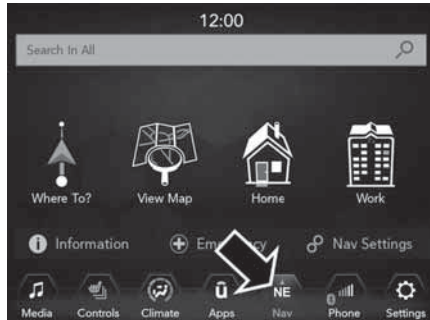 12:00
Search In All
Where To? View Map Home Work
Information Nav Settings
ū NE
Media Controls Climate Apps Nav Phone Settings